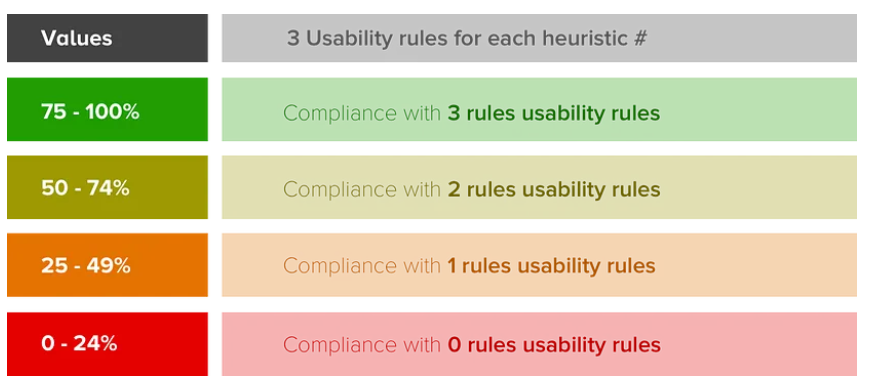 Values
3 Usability rules for each heuristic #
75 - 100%
Compliance with 3 rules usability rules
50 - 74%
Compliance with 2 rules usability rules
25 - 49%
Compliance with 1 rules usability rules
0 - 24%
Compliance with 0 rules usability rules